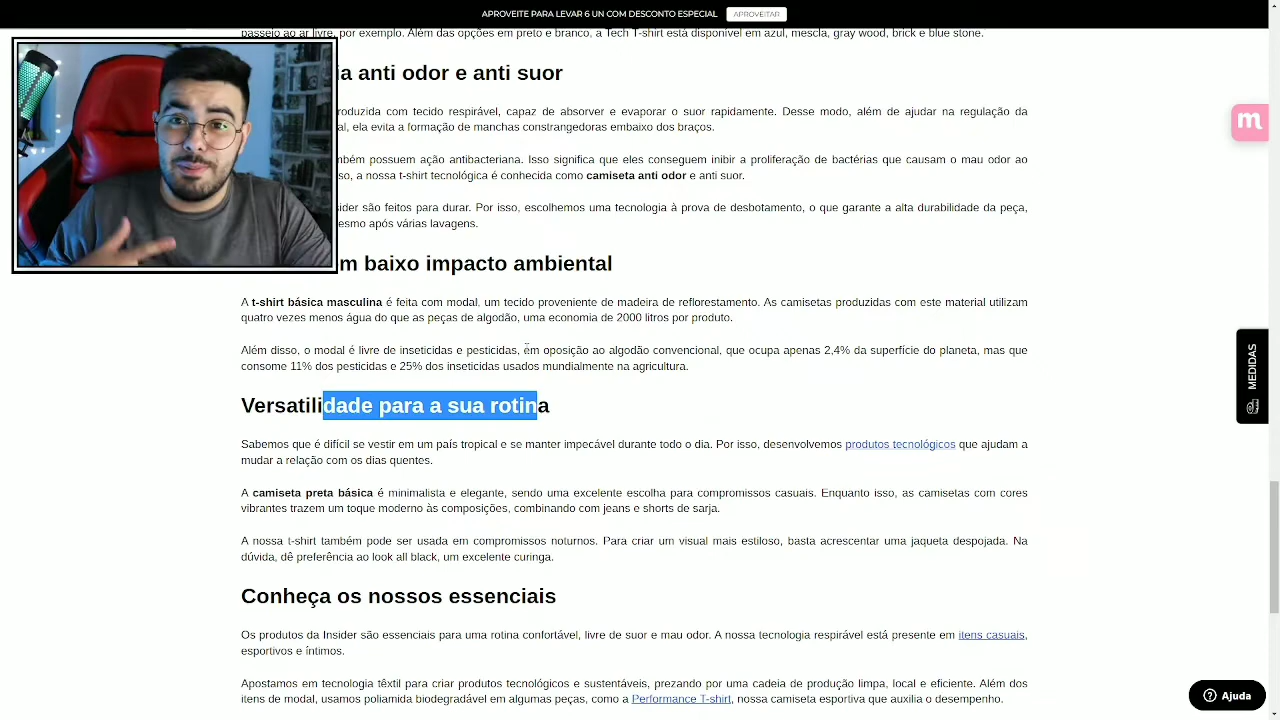 APROVEITE PARA LEVAR 6 UN COM DESCONTO ESPECIAL APROVEITAR
passeio ao ar livre, por exemplo. Além das opções em preto e branco, a Tech T-shirt está disponível em azul, mescla, gray wood, brick e blue stone.
ia anti odor e anti suor
roduzida com tecido respirável, capaz de absorver e evaporar o suor rapidamente. Desse modo, além de ajudar na regulação da
al, ela evita a formação de manchas constrangedoras embaixo dos braços.
mbém possuem ação antibacteriana. Isso significa que eles conseguem inibir a proliferação de bactérias que causam o mau odor ao
so, a nossa t-shirt tecnológica é conhecida como camiseta anti odor e anti suor.
sider são feitos para durar. Por isso, escolhemos uma tecnologia à prova de desbotamento, o que garante a alta durabilidade da peça,
esmo após várias lavagens.
m baixo impacto ambiental
A t-shirt básica masculina é feita com modal, um tecido proveniente de madeira de reflorestamento. As camisetas produzidas com este material utilizam
quatro vezes menos água do que as peças de algodão, uma economia de 2000 litros por produto.
Além disso, o modal é livre de inseticidas e pesticidas, em oposição ao algodão convencional, que ocupa apenas 2,4% da superfície do planeta, mas que
consome 11% dos pesticidas e 25% dos inseticidas usados mundialmente na agricultura.
Versatilidade para a sua rotina
Sabemos que é difícil se vestir em um país tropical e se manter impecável durante todo o dia. Por isso, desenvolvemos produtos tecnológicos que ajudam a
mudar a relação com os dias quentes.
A camiseta preta básica é minimalista e elegante, sendo uma excelente escolha para compromissos casuais. Enquanto isso, as camisetas com cores
vibrantes trazem um toque moderno às composições, combinando com jeans e shorts de sarja.
A nossa t-shirt também pode ser usada em compromissos noturnos. Para criar um visual mais estiloso, basta acrescentar uma jaqueta despojada. Na
dúvida, dê preferência ao look all black, um excelente curinga.
Conheça os nossos essenciais
Os produtos da Insider são essenciais para uma rotina confortável, livre de suor e mau odor. A nossa tecnologia respirável está presente em itens casuais,
esportivos e íntimos.
Apostamos em tecnologia têxtil para criar produtos tecnológicos e sustentáveis, prezando por uma cadeia de produção limpa, local e eficiente. Além dos
itens de modal, usamos poliamida biodegradável em algumas peças, como a Performance T-shirt, nossa camiseta esportiva que auxilia o desempenho.
m
MEDIDAS
Ajuda